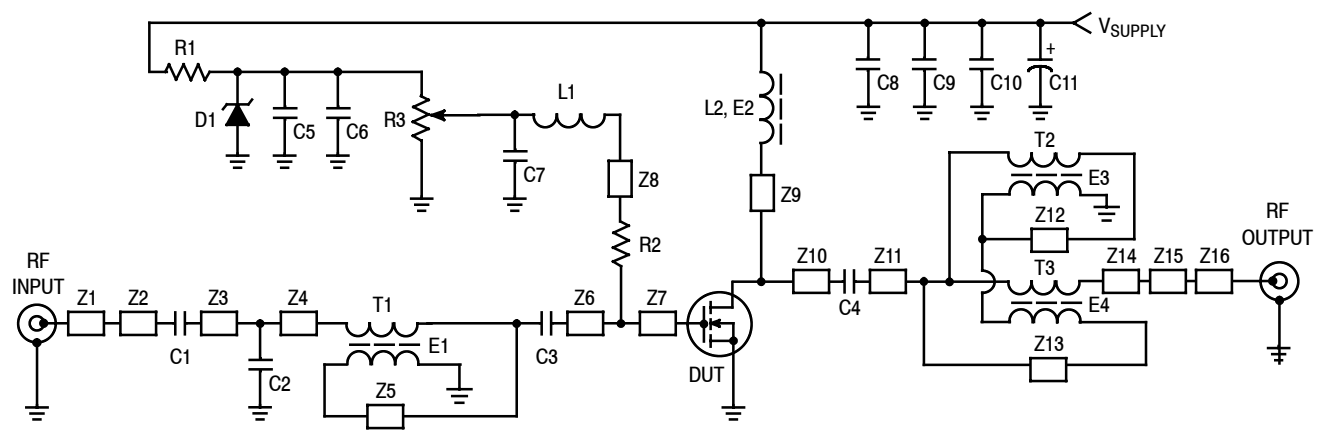 V_SUPPLY
R1
L1
D1
C5
C6
R3
C7
Z8
R2
L2, E2
Z9
C8
C9
C10
+
C11
T2
E3
Z12
RF
INPUT
Z1
Z2
C1
Z3
C2
Z4
T1
E1
Z5
C3
Z6
Z7
DUT
Z10
C4
Z11
T3
E4
Z13
Z14
Z15
Z16
RF
OUTPUT